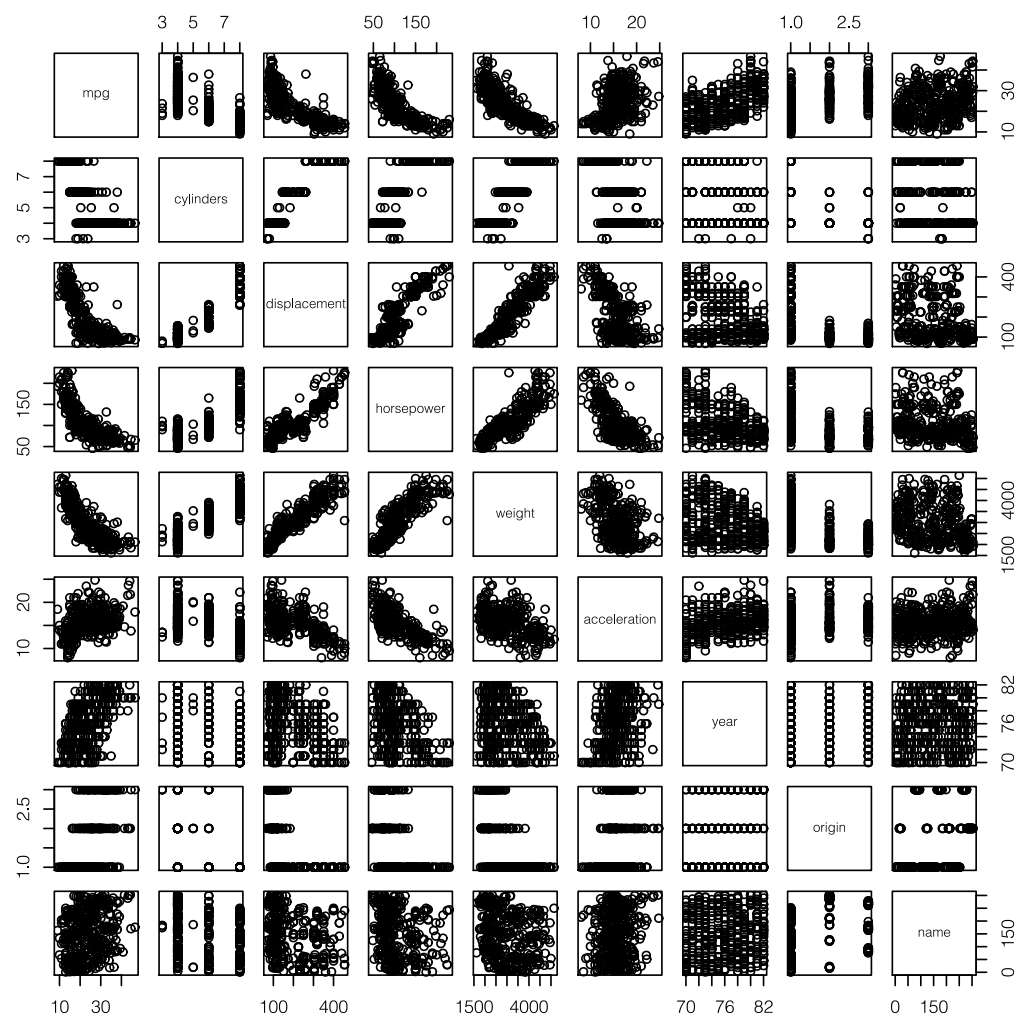 3 5 7 50 150 10 20 1.0 2.5
mpg 10 30
3 5 7 cylinders
displacement 100 400
50 150 horsepower
weight 1500 4000
10 20 acceleration
year 70 76 82
1.0 2.5 origin
name 0 150
10 30 100 400 1500 4000 70 76 82 0 150